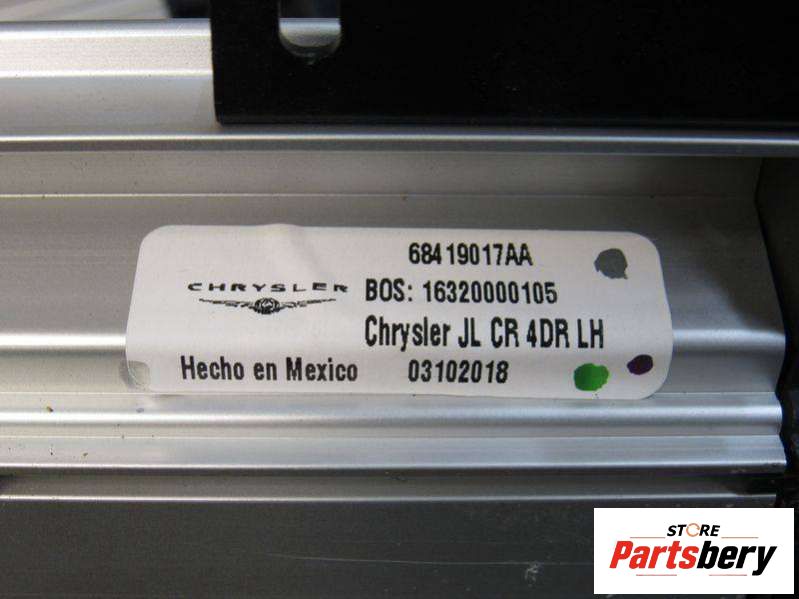 68419017AA
CHRYSLER
BOS: 16320000105
Chrysler JL CR 4DR LH
Hecho en Mexico 03102018
STORE
Partsbery